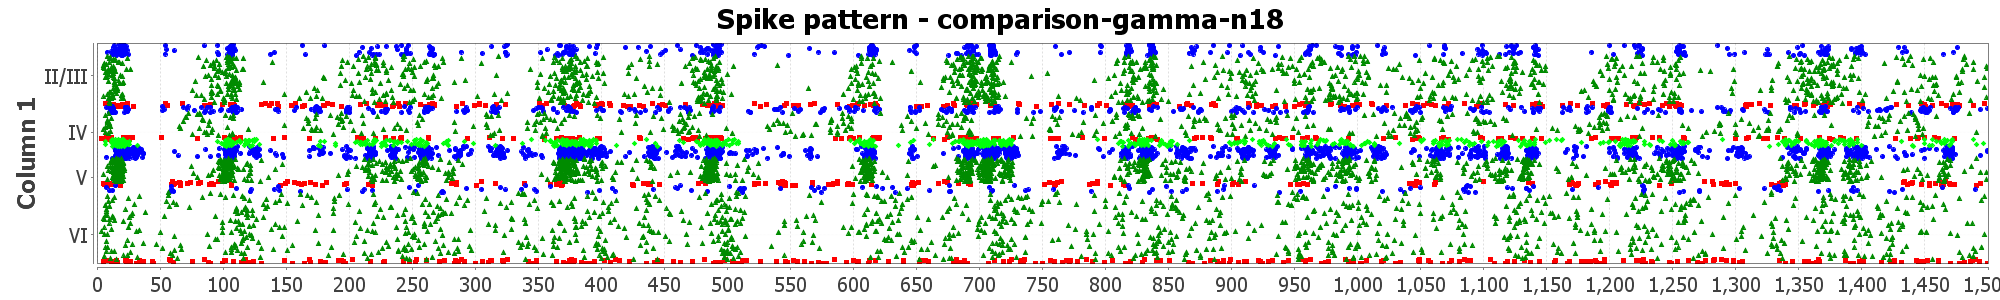 Spike pattern - comparison-gamma-n18
Column 1
II/III
IV
V
VI
0 50 100 150 200 250 300 350 400 450 500 550 600 650 700 750 800 850 900 950 1,000 1,050 1,100 1,150 1,200 1,250 1,300 1,350 1,400 1,450 1,50